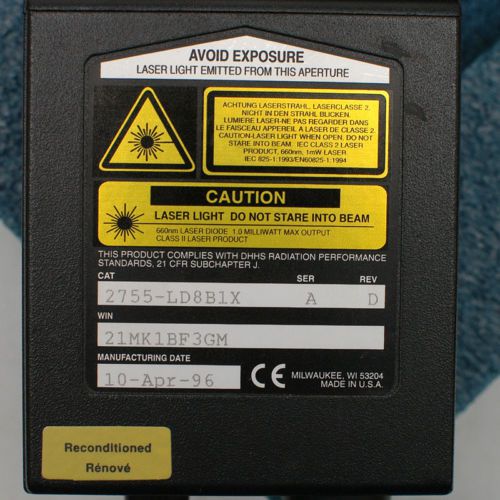 AVOID EXPOSURE
LASER LIGHT EMITTED FROM THIS APERTURE
ACHTUNG LASERSTRAHL, LASERCLASSE 2.
NICHT IN DEN STRAHL BLICKEN.
LUMIERE LASER-NE PAS REGARDER DANS
LE FAISCEAU APPEREIL A LASER DE CLASSE 2.
CAUTION-LASER LIGHT WHEN OPEN. DO NOT
STARE INTO BEAM IEC CLASS 2 LASER
PRODUCT, 660nm, 1mW LASER
IEC 825-1:1993/EN60825-1:1994
CAUTION
LASER LIGHT DO NOT STARE INTO BEAM
660nm LASER DIODE 1.0 MILLIWATT MAX OUTPUT
CLASS II LASER PRODUCT
THIS PRODUCT COMPLIES WITH DHHS RADIATION PERFORMANCE
STANDARDS, 21 CFR SUBCHAPTER J.
CAT SER REV
2755-LD8B1X A D
WIN
21MK1BF3GM
MANUFACTURING DATE
10-Apr-96 CE MILWAUKEE, WI 53204
MADE IN U.S.A.
Reconditioned
Rénové